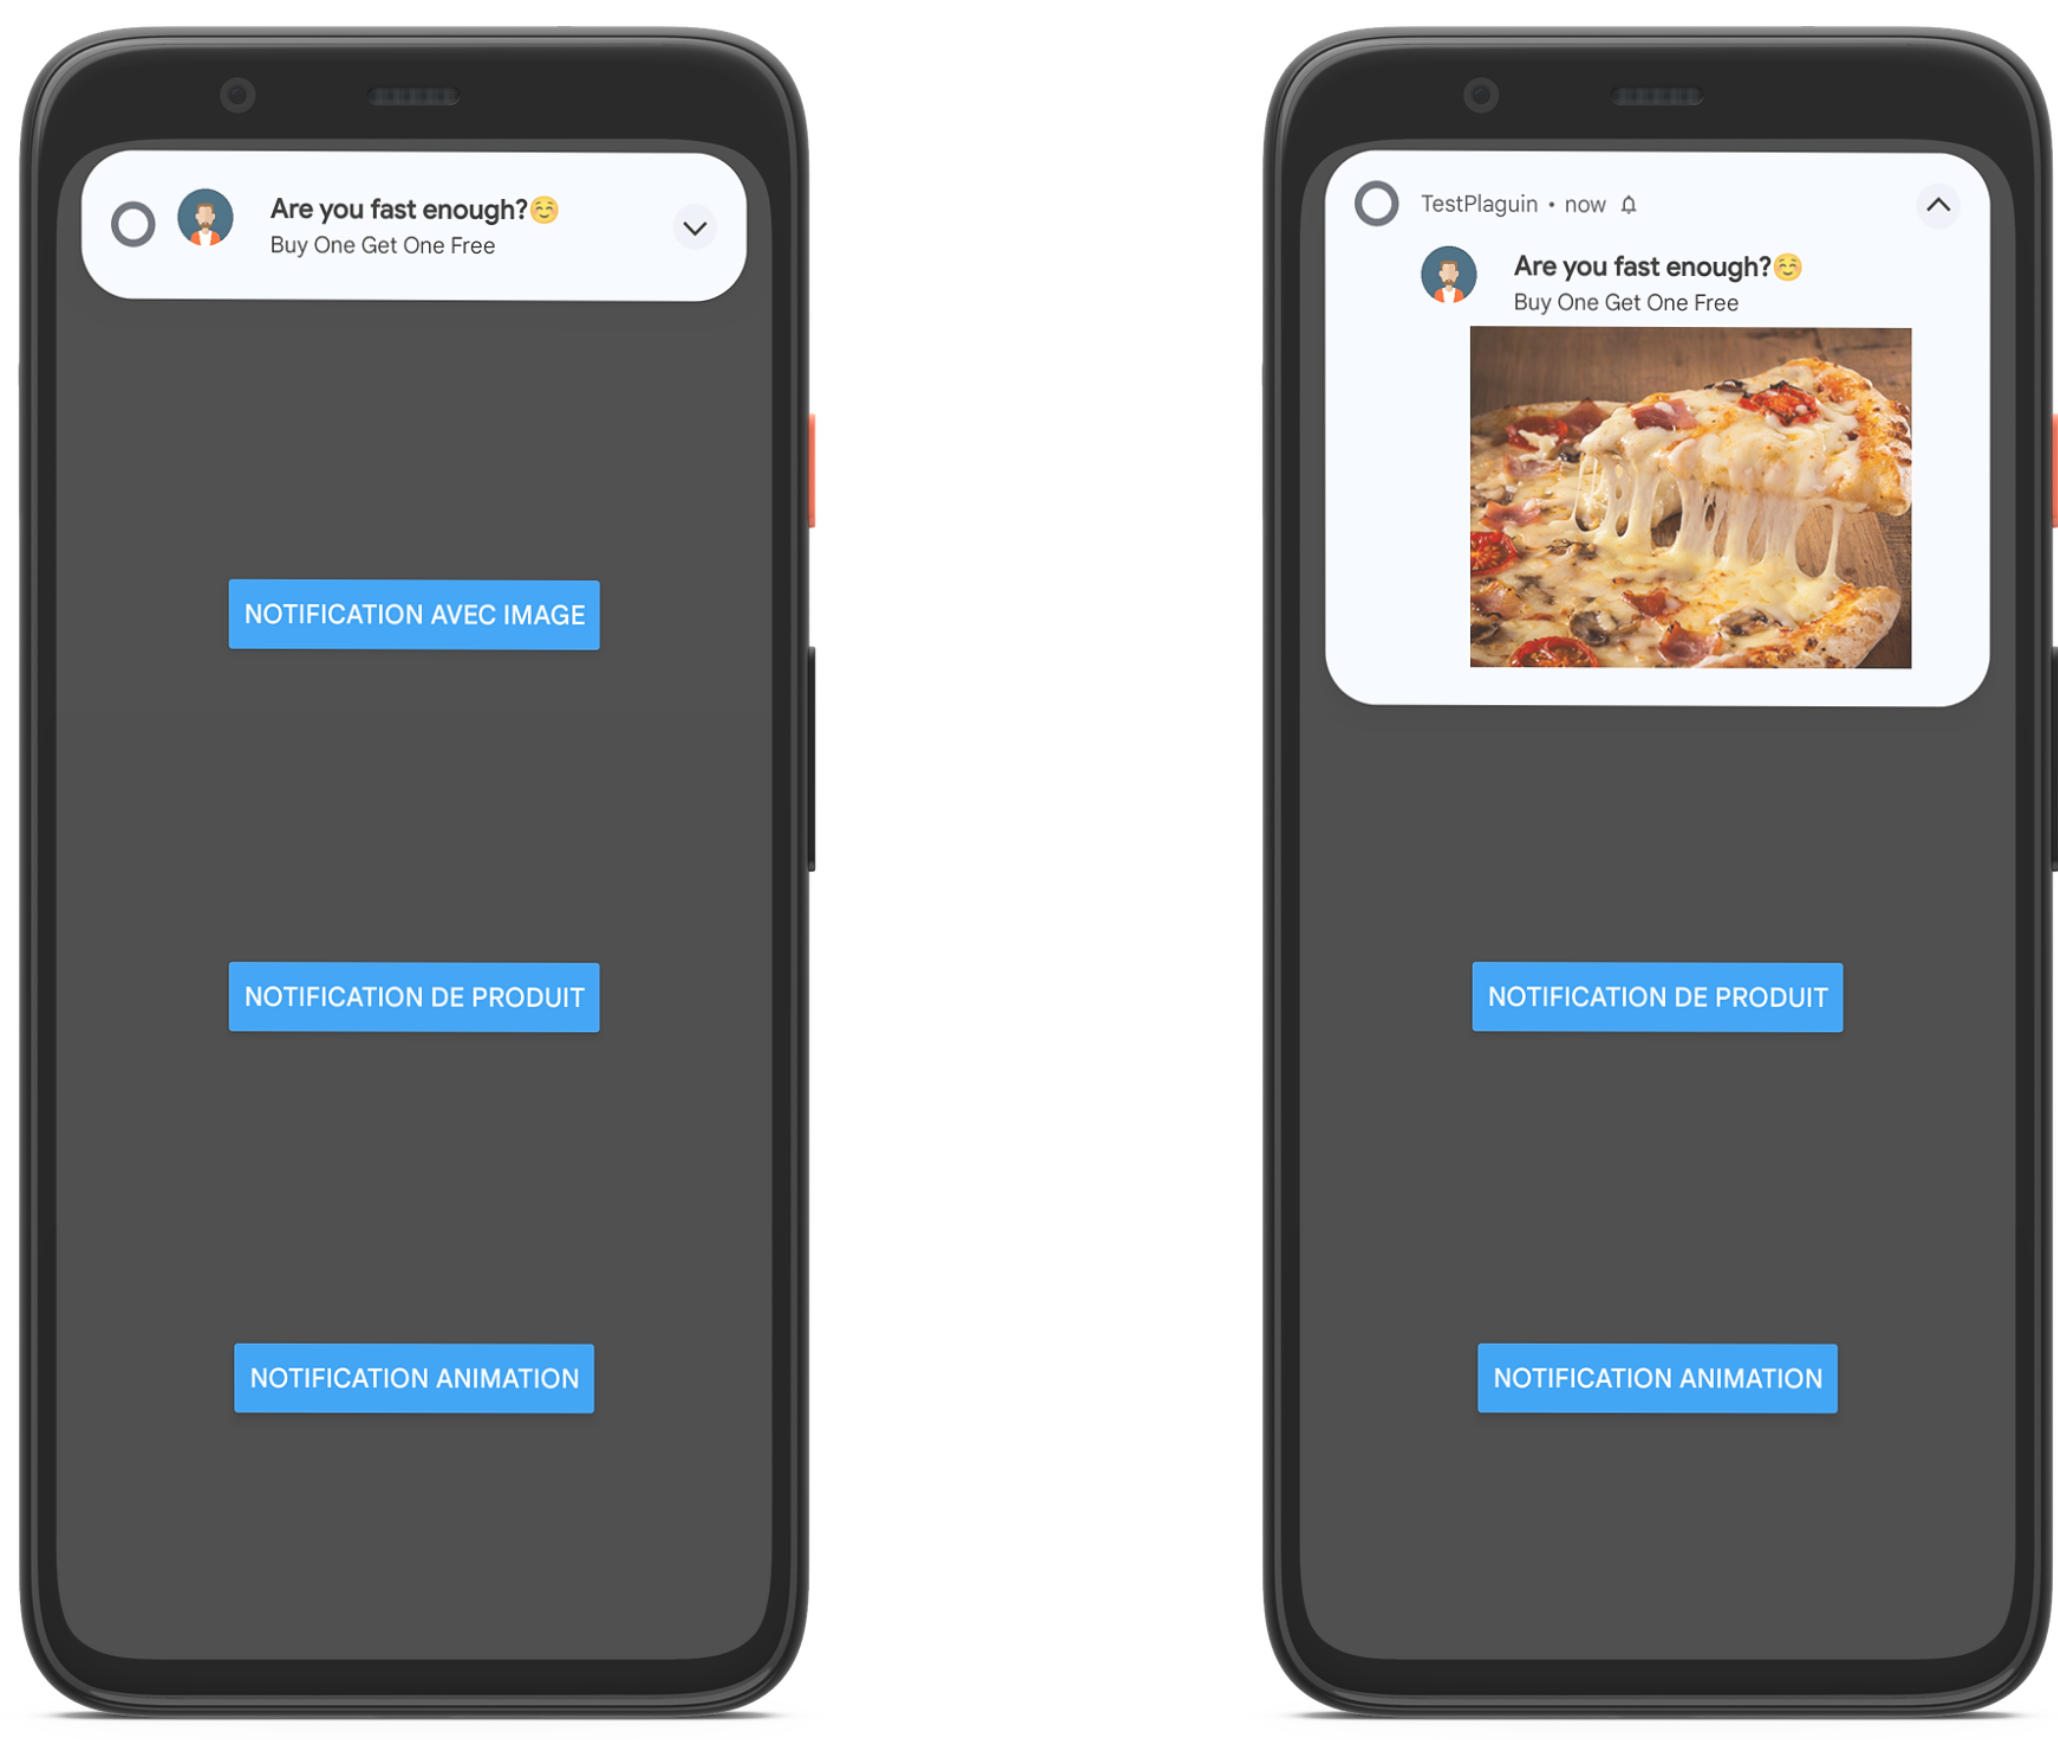 Are you fast enough?😊
Buy One Get One Free
NOTIFICATION AVEC IMAGE
NOTIFICATION DE PRODUIT
NOTIFICATION ANIMATION
TestPlaguin • now
Are you fast enough?😊
Buy One Get One Free
NOTIFICATION DE PRODUIT
NOTIFICATION ANIMATION